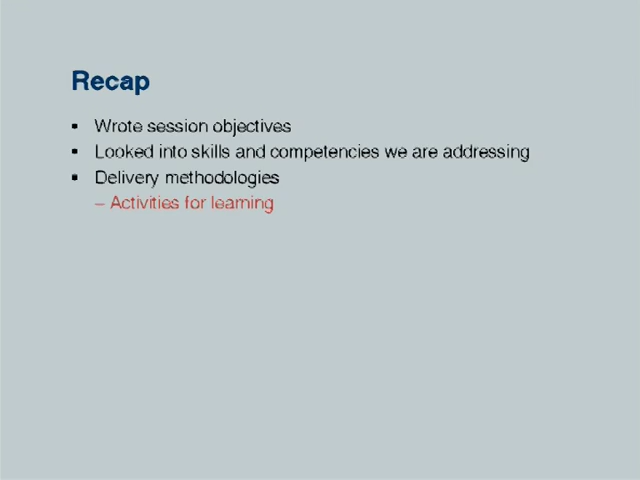 Recap
▪ Wrote session objectives
▪ Looked into skills and competencies we are addressing
▪ Delivery methodologies
– Activities for learning